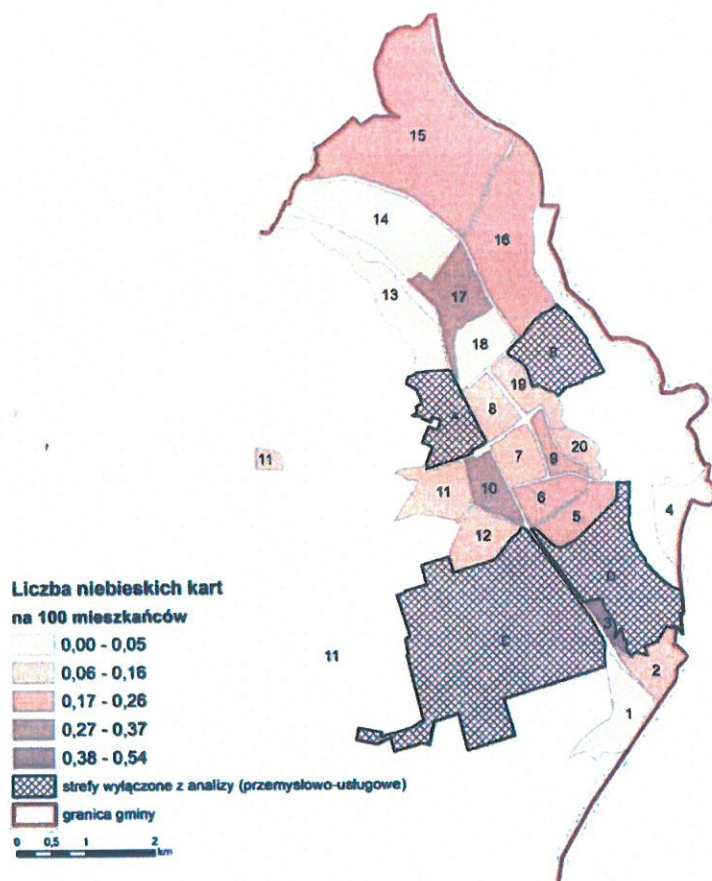 15
14
16
13
17
18
B
19
8
A
20
7
9
11
11
10
6
4
5
12
D
Liczba niebieskich kart
na 100 mieszkańców
C
3
0,00 - 0,05
11
2
0,06 - 0,16
0,17 - 0,26
1
0,27 - 0,37
0,38 - 0,54
strefy wyłączone z analizy (przemysłowo-usługowe)
granica gminy
0 0,5 1 2
km